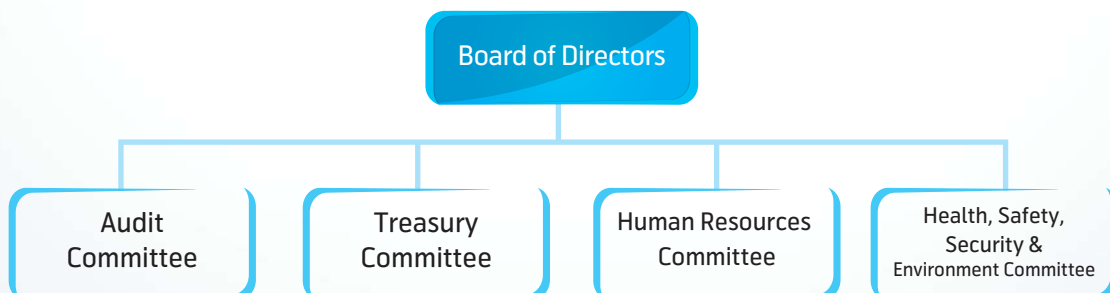 Board of Directors
Audit
Committee
Treasury
Committee
Human Resources
Committee
Health, Safety,
Security &
Environment Committee